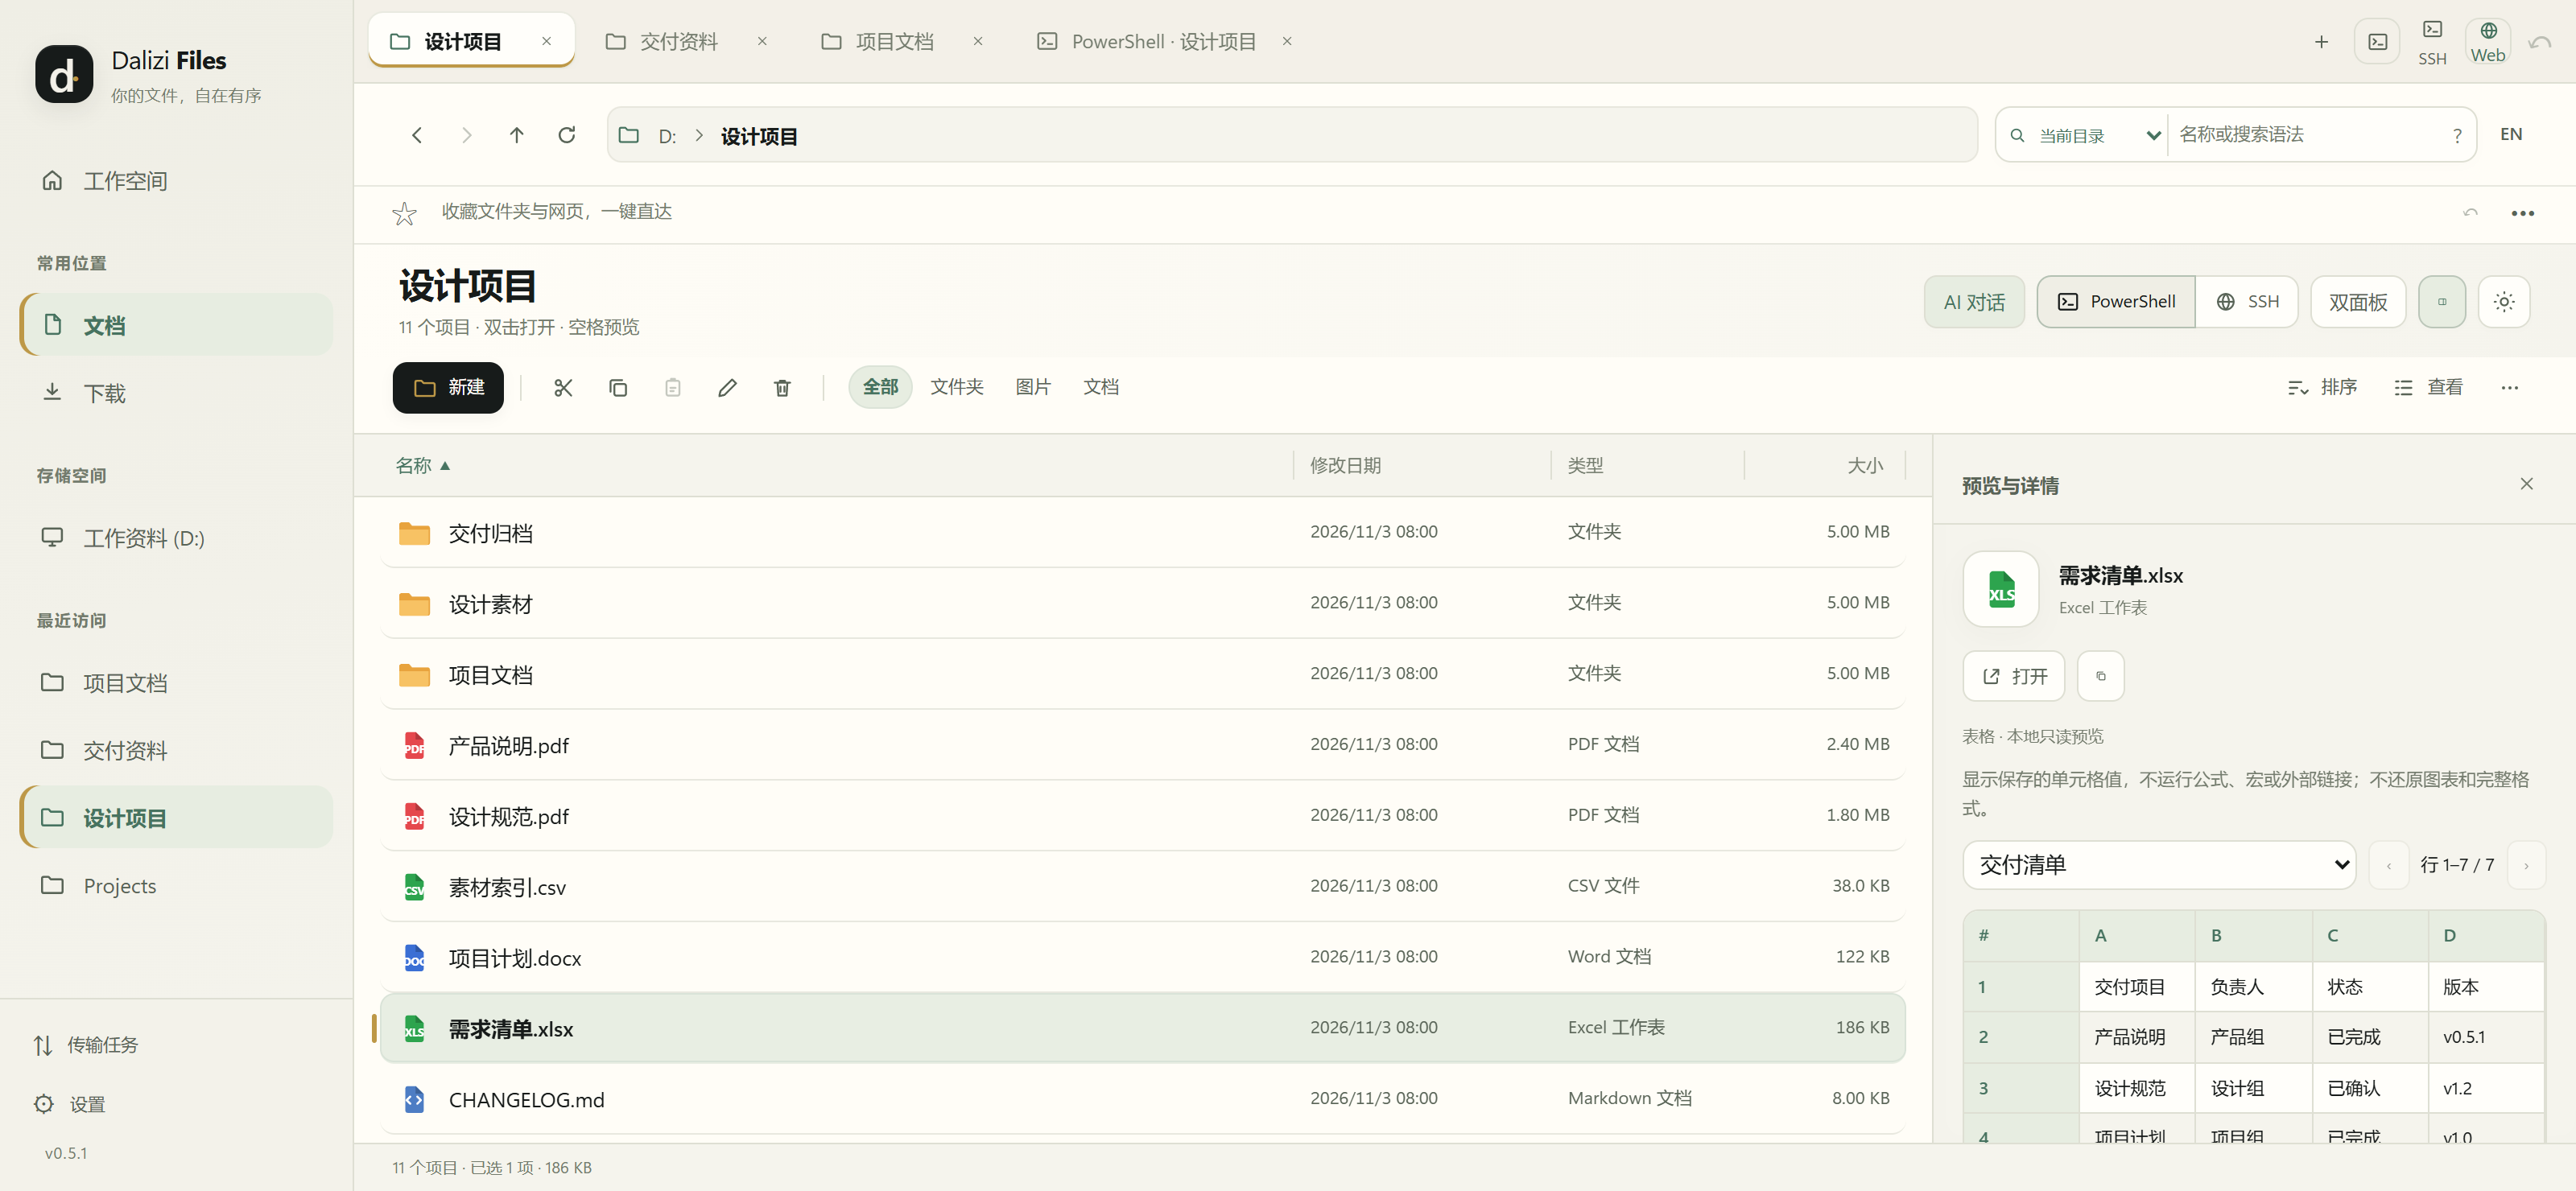 Dalizi Files
你的文件，自在有序
工作空间
常用位置
文档
下载
存储空间
工作资料 (D:)
最近访问
项目文档
交付资料
设计项目
Projects
传输任务
设置
v0.5.1
设计项目
交付资料
项目文档
PowerShell · 设计项目
SSH
Web
D:
设计项目
当前目录
名称或搜索语法
?
EN
收藏文件夹与网页，一键直达
设计项目
11 个项目 · 双击打开 · 空格预览
AI 对话
PowerShell
SSH
双面板
新建
全部
文件夹
图片
文档
排序
查看
名称 ▲
修改日期
类型
大小
交付归档 2026/11/3 08:00 文件夹 5.00 MB
设计素材 2026/11/3 08:00 文件夹 5.00 MB
项目文档 2026/11/3 08:00 文件夹 5.00 MB
PDF 产品说明.pdf 2026/11/3 08:00 PDF 文档 2.40 MB
PDF 设计规范.pdf 2026/11/3 08:00 PDF 文档 1.80 MB
CSV 素材索引.csv 2026/11/3 08:00 CSV 文件 38.0 KB
DOC 项目计划.docx 2026/11/3 08:00 Word 文档 122 KB
XLS 需求清单.xlsx 2026/11/3 08:00 Excel 工作表 186 KB
CHANGELOG.md 2026/11/3 08:00 Markdown 文档 8.00 KB
11 个项目 · 已选 1 项 · 186 KB
预览与详情
XLS
需求清单.xlsx
Excel 工作表
打开
表格 · 本地只读预览
显示保存的单元格值，不运行公式、宏或外部链接；不还原图表和完整格
式。
交付清单
行 1–7 / 7
# A B C D
1 交付项目 负责人 状态 版本
2 产品说明 产品组 已完成 v0.5.1
3 设计规范 设计组 已确认 v1.2
4 项目计划 项目组 已完成 v1.0